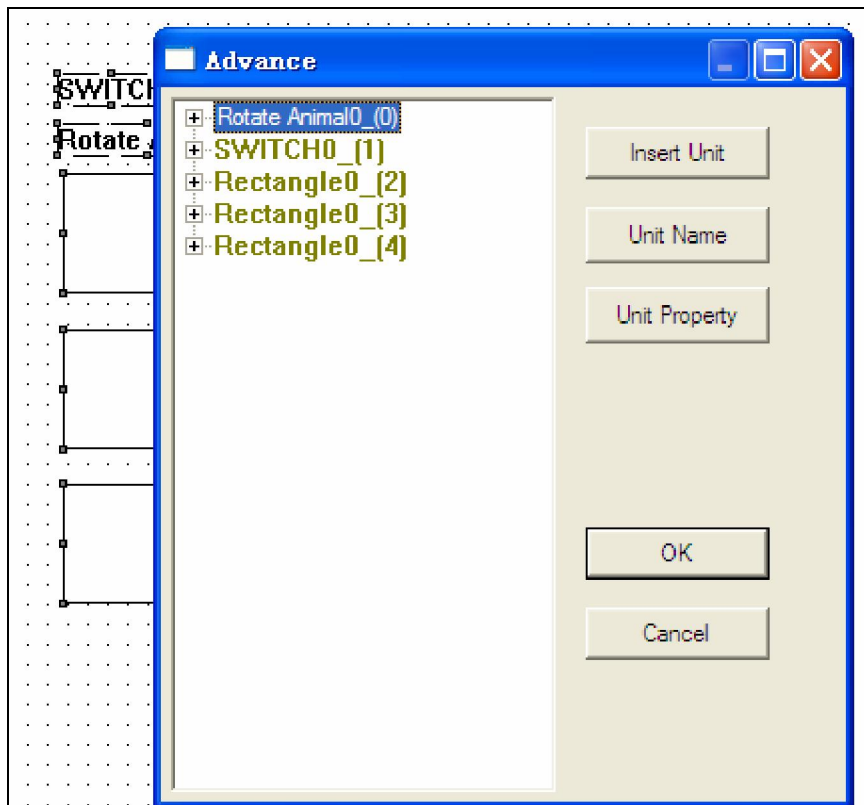 Advance
SWITCH
Rotate
Rotate Animal0_(0)
SWITCH0_(1)
Rectangle0_(2)
Rectangle0_(3)
Rectangle0_(4)
Insert Unit
Unit Name
Unit Property
OK
Cancel